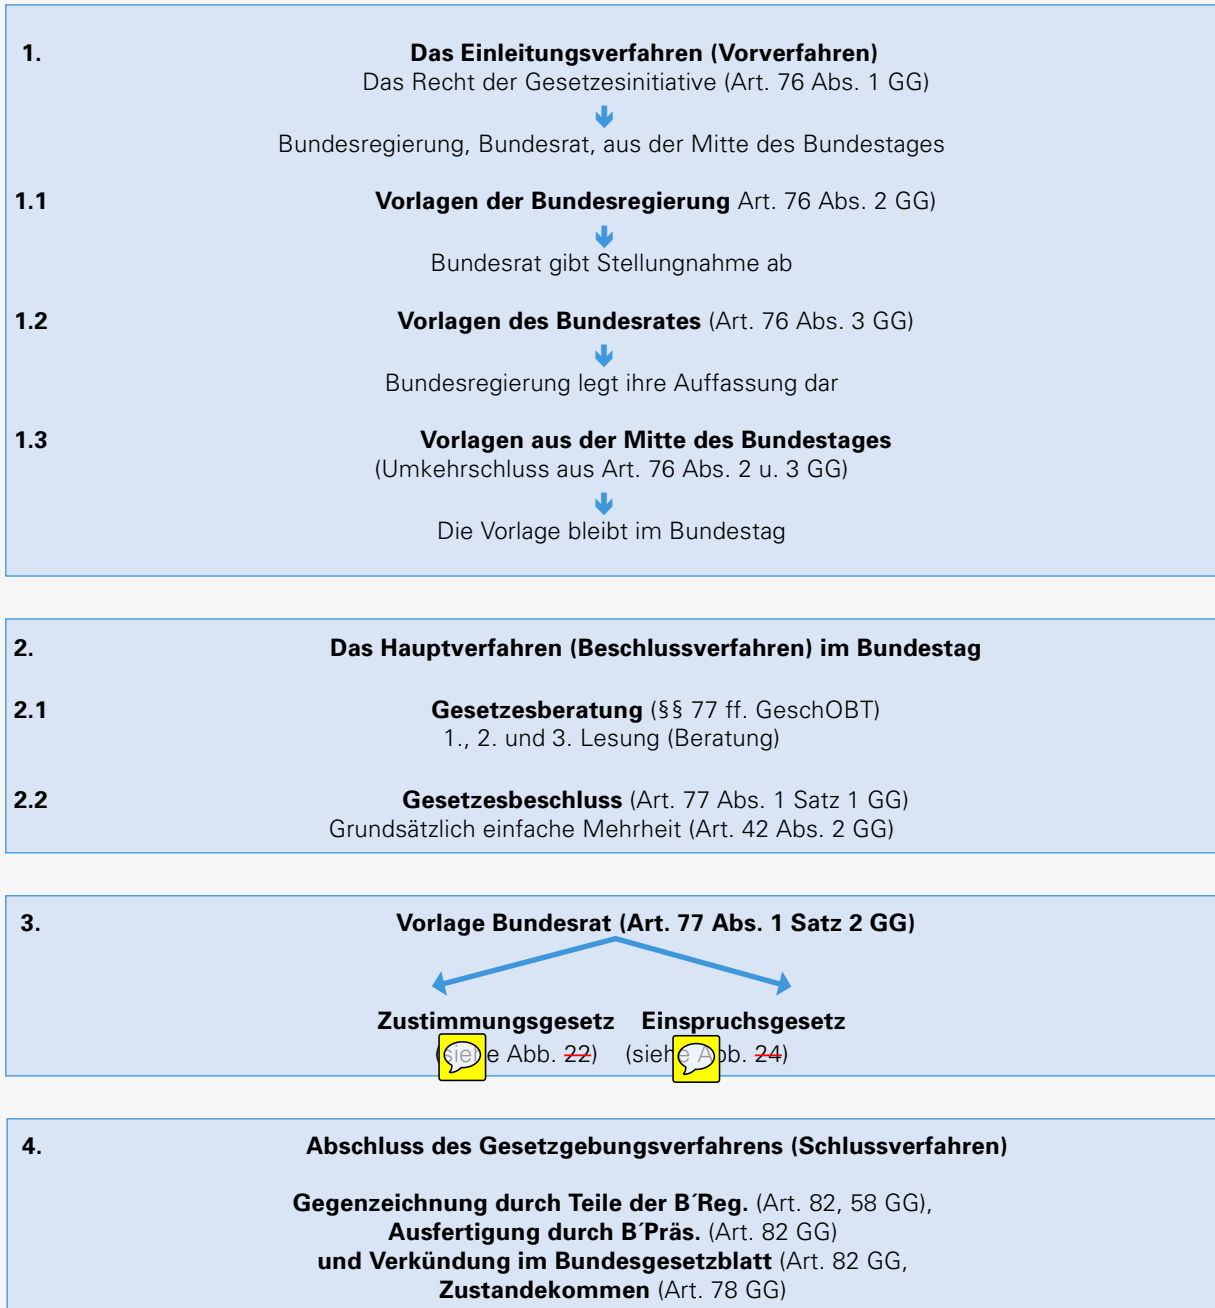 1. Das Einleitungsverfahren (Vorverfahren)
Das Recht der Gesetzesinitiative (Art. 76 Abs. 1 GG)
Bundesregierung, Bundesrat, aus der Mitte des Bundestages
1.1 Vorlagen der Bundesregierung Art. 76 Abs. 2 GG)
Bundesrat gibt Stellungnahme ab
1.2 Vorlagen des Bundesrates (Art. 76 Abs. 3 GG)
Bundesregierung legt ihre Auffassung dar
1.3 Vorlagen aus der Mitte des Bundestages
(Umkehrschluss aus Art. 76 Abs. 2 u. 3 GG)
Die Vorlage bleibt im Bundestag
2. Das Hauptverfahren (Beschlussverfahren) im Bundestag
2.1 Gesetzesberatung (§§ 77 ff. GeschOBT)
1., 2. und 3. Lesung (Beratung)
2.2 Gesetzesbeschluss (Art. 77 Abs. 1 Satz 1 GG)
Grundsätzlich einfache Mehrheit (Art. 42 Abs. 2 GG)
3. Vorlage Bundesrat (Art. 77 Abs. 1 Satz 2 GG)
Zustimmungsgesetz Einspruchsgesetz
(siehe Abb. 22) (siehe Abb. 24)
4. Abschluss des Gesetzgebungsverfahrens (Schlussverfahren)
Gegenzeichnung durch Teile der B´Reg. (Art. 82, 58 GG),
Ausfertigung durch B´Präs. (Art. 82 GG)
und Verkündung im Bundesgesetzblatt (Art. 82 GG,
Zustandekommen (Art. 78 GG)